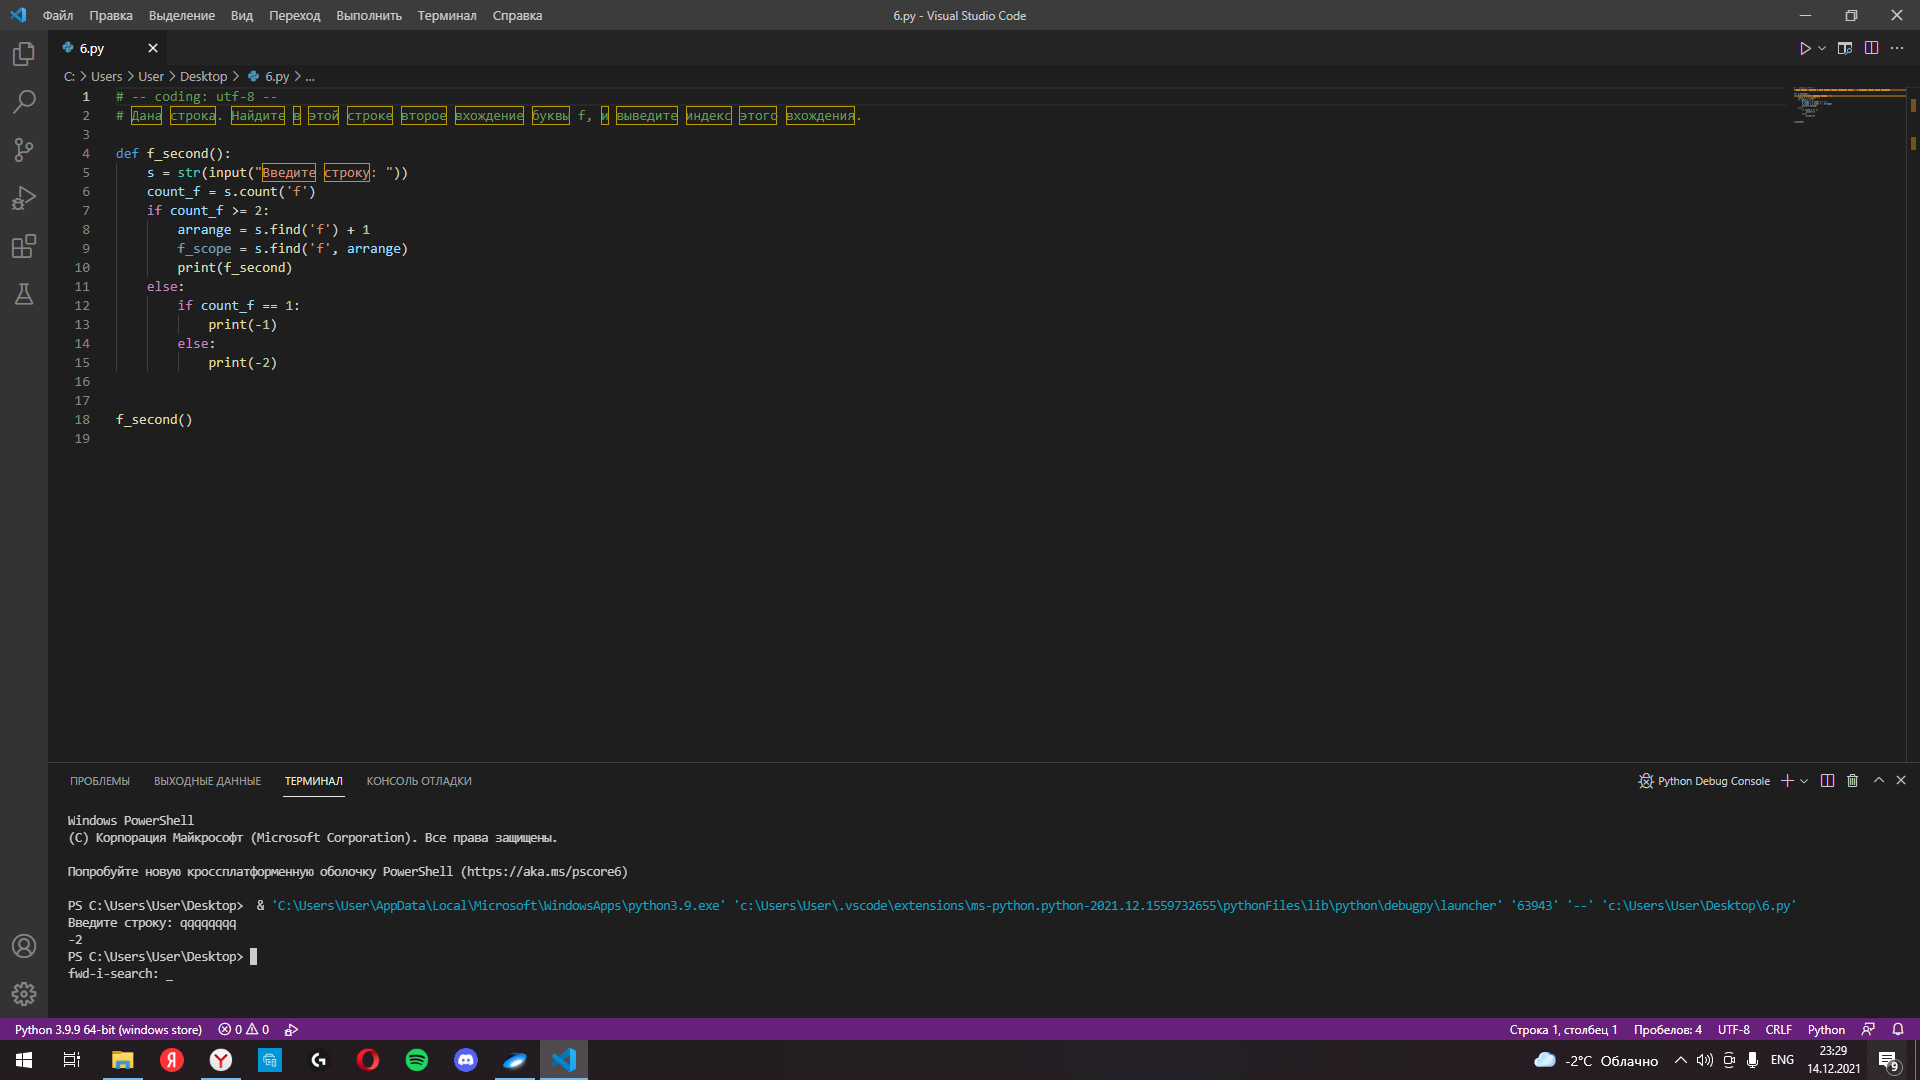 Файл Правка Выделение Вид Переход Выполнить Терминал Справка
6.py - Visual Studio Code
6.py
C: > Users > User > Desktop > 6.py > ...
1 # -- coding: utf-8 --
2 # Дана строка. Найдите в этой строке второе вхождение буквы f, и выведите индекс этого вхождения.
3
4 def f_second():
5     s = str(input("Введите строку: "))
6     count_f = s.count('f')
7     if count_f >= 2:
8         arrange = s.find('f') + 1
9         f_scope = s.find('f', arrange)
10         print(f_second)
11     else:
12         if count_f == 1:
13             print(-1)
14         else:
15             print(-2)
16
17
18 f_second()
19
ПРОБЛЕМЫ ВЫХОДНЫЕ ДАННЫЕ ТЕРМИНАЛ КОНСОЛЬ ОТЛАДКИ
Python Debug Console
Windows PowerShell
(C) Корпорация Майкрософт (Microsoft Corporation). Все права защищены.
Попробуйте новую кроссплатформенную оболочку PowerShell (https://aka.ms/pscore6)
PS C:\Users\User\Desktop>  & 'C:\Users\User\AppData\Local\Microsoft\WindowsApps\python3.9.exe' 'c:\Users\User\.vscode\extensions\ms-python.python-2021.12.1559732655\pythonFiles\lib\python\debugpy\launcher' '63943' '--' 'c:\Users\User\Desktop\6.py'
Введите строку: qqqqqqqq
-2
PS C:\Users\User\Desktop>
fwd-i-search: _
Python 3.9.9 64-bit (windows store) 0 0
Строка 1, столбец 1 Пробелов: 4 UTF-8 CRLF Python
-2°C Облачно ENG
23:29
14.12.2021
9